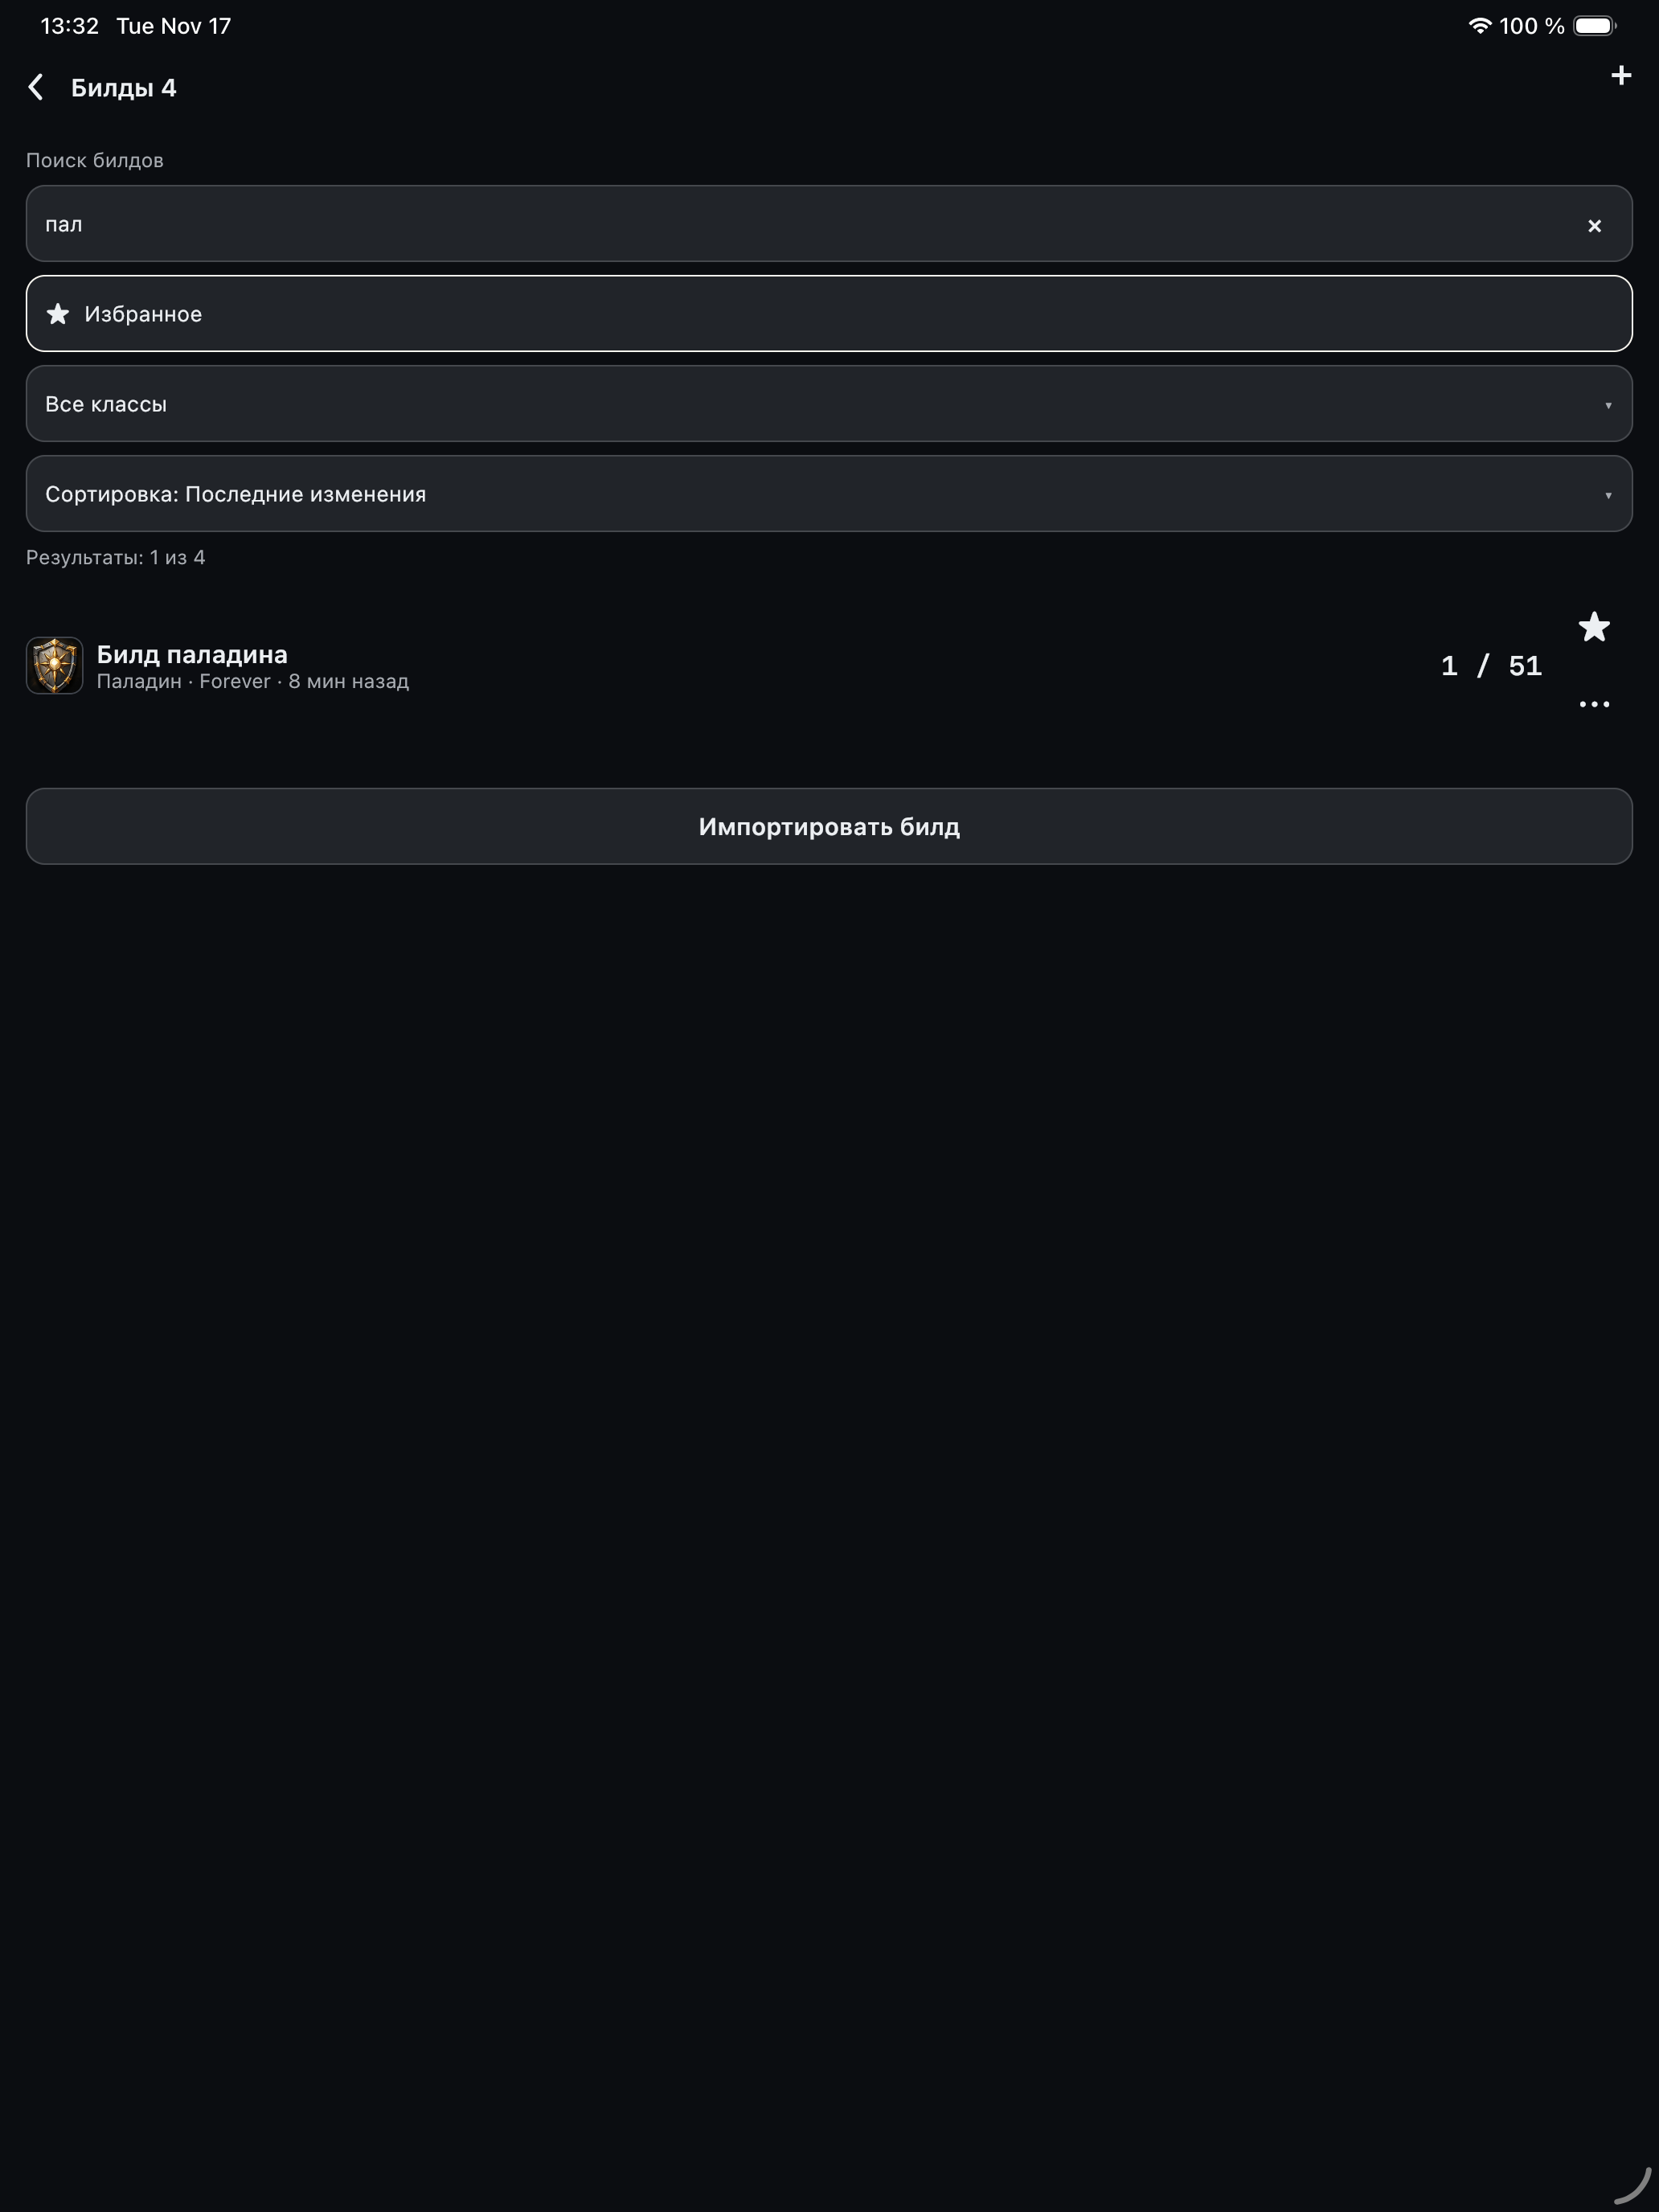 13:32 Tue Nov 17
100 %
Билды 4
+
Поиск билдов
пал
×
Избранное
Все классы
Сортировка: Последние изменения
Результаты: 1 из 4
Билд паладина
Паладин · Forever · 8 мин назад
1 / 51
Импортировать билд